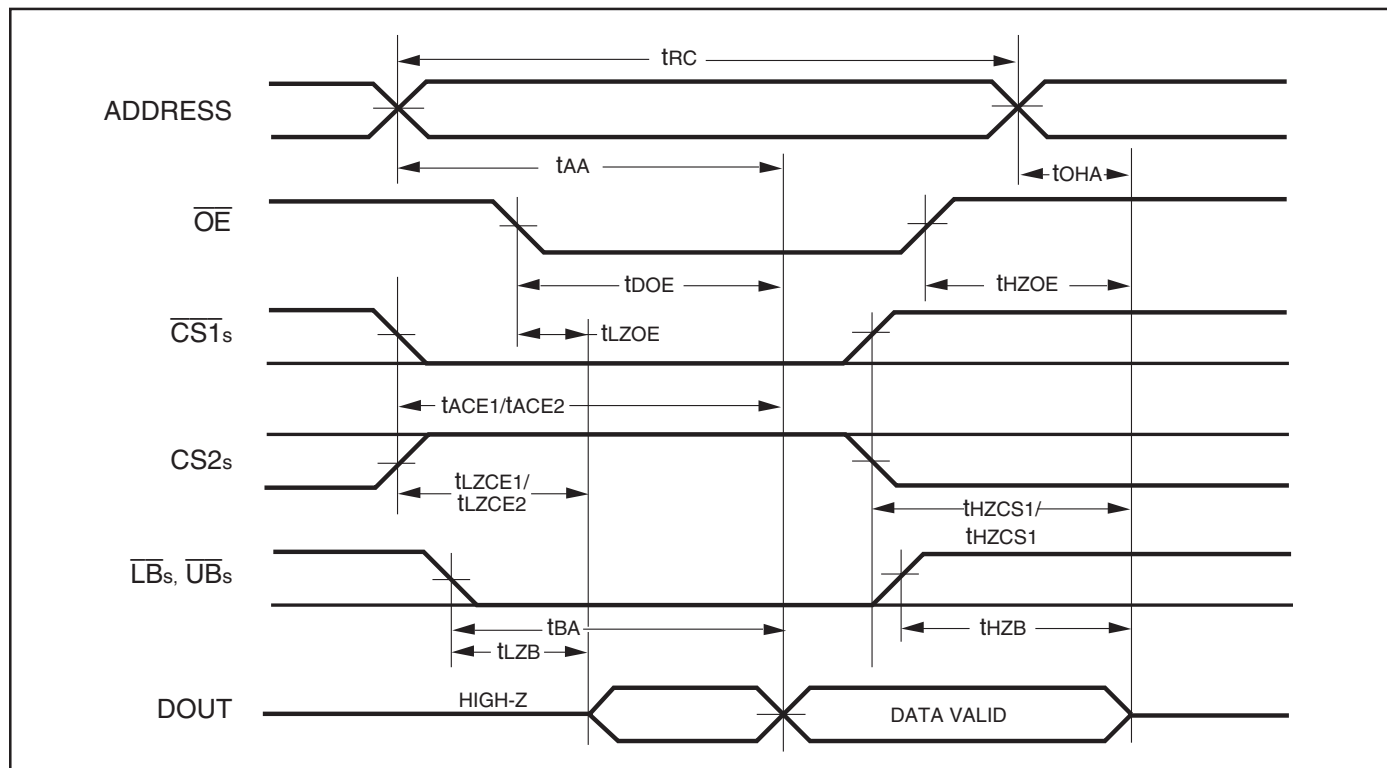 tRC
ADDRESS
tAA
tOHA
OE
tDOE
tHZOE
CS1s
tLZOE
tACE1/tACE2
CS2s
tLZCE1/
tLZCE2
tHZCS1/
tHZCS1
LBs, UBs
tBA
tHZB
tLZB
HIGH-Z
DOUT
DATA VALID